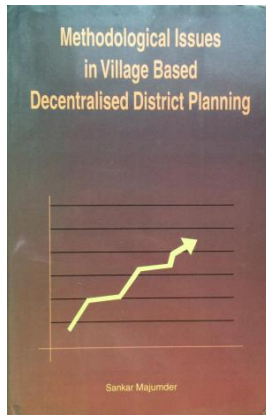 Methodological Issues
in Village Based
Decentralised District Planning
Sankar Majumder